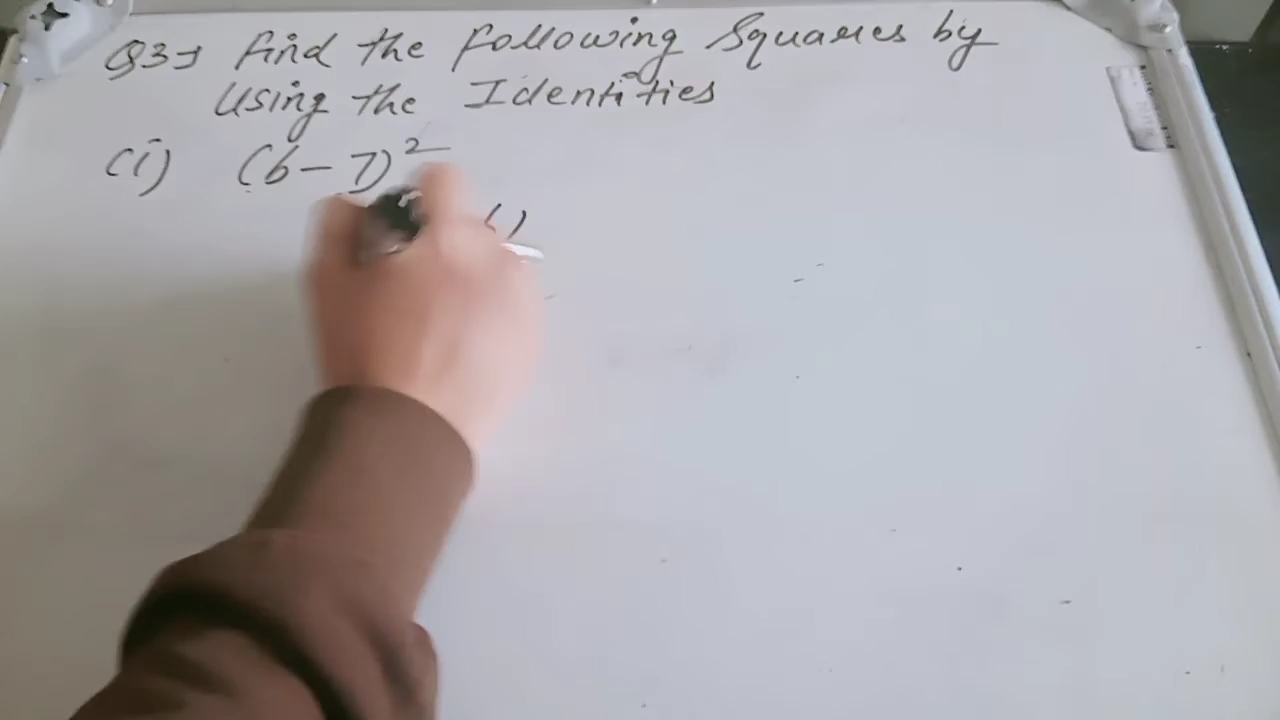 Q3→ Find the following Squares by
Using the Identities
(i) (b-7)²
()